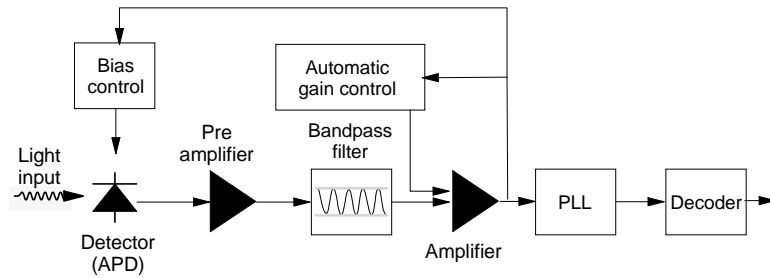 Bias
control
Automatic
gain control
Pre
amplifier
Bandpass
filter
Light
input
PLL
Decoder
Detector
(APD)
Amplifier